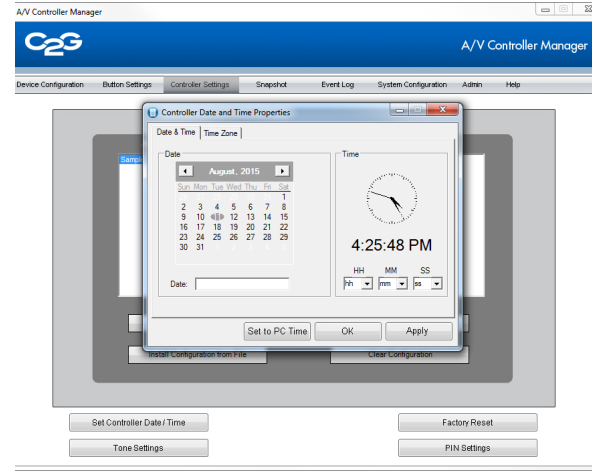 A/V Controller Manager
C2G
A/V Controller Manager
Device Configuration Button Settings Controller Settings Snapshot Event Log System Configuration Admin Help
Controller Date and Time Properties
Date & Time Time Zone
Date
August, 2015
Sun Mon Tue Wed Thu Fri Sat
1
2 3 4 5 6 7 8
9 10 11 12 13 14 15
16 17 18 19 20 21 22
23 24 25 26 27 28 29
30 31
Date:
Time
4:25:48 PM
HH MM SS
hh mm ss
Set to PC Time OK Apply
Install Configuration from File Clear Configuration
Set Controller Date / Time Factory Reset
Tone Settings PIN Settings